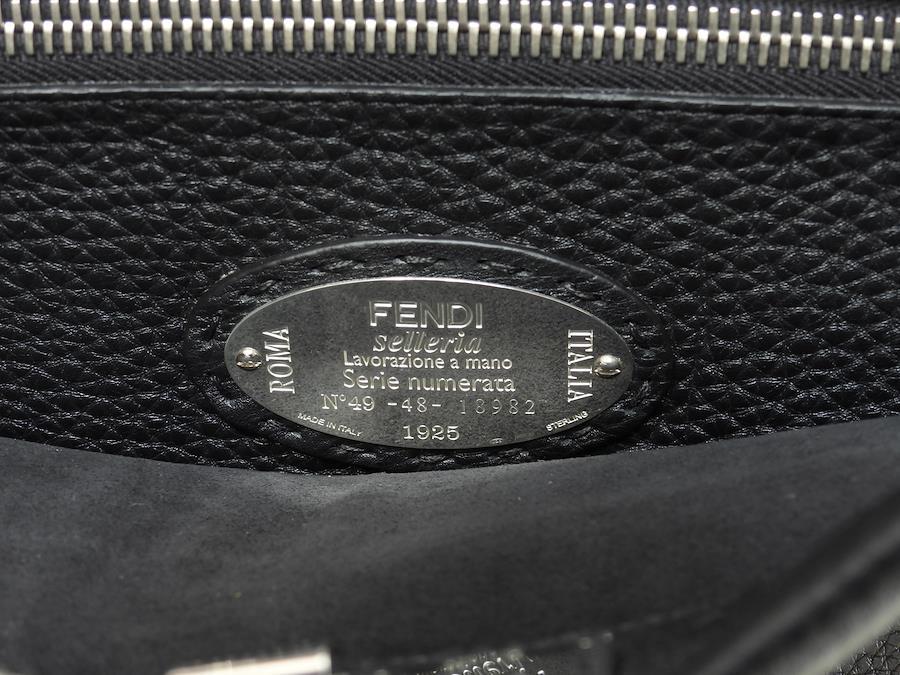 FENDI
selleria
Lavorazione a mano
Serie numerata
N°49 -48- 18982
1925
ROMA
ITALIA
MADE IN ITALY
STERLING